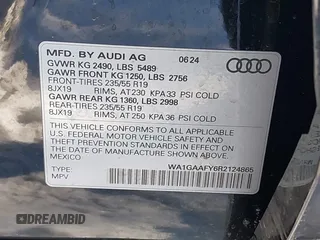 MFD. BY AUDI AG 06:24
GVWR KG 2490, LBS 5489
GAWR FRONT KG 1250, LBS 2756
FRONT-TIRES 235/55 R19
8JX19 RIMS, AT 230 KPA 33 PSI COLD
GAWR REAR KG 1360, LBS 2998
REAR-TIRES 235/55 R19
8JX19 RIMS, AT 250 KPA 36 PSI COLD
THIS VEHICLE CONFORMS TO ALL APPLICABLE
U.S. FEDERAL MOTOR VEHICLE SAFETY AND
THEFT PREVENTION STANDARDS IN EFFECT ON
THE DATE OF MANUFACTURE SHOWN ABOVE
MEXICO
TYPE: WA1GAAFY6R2124865
MPV
DREAMBID